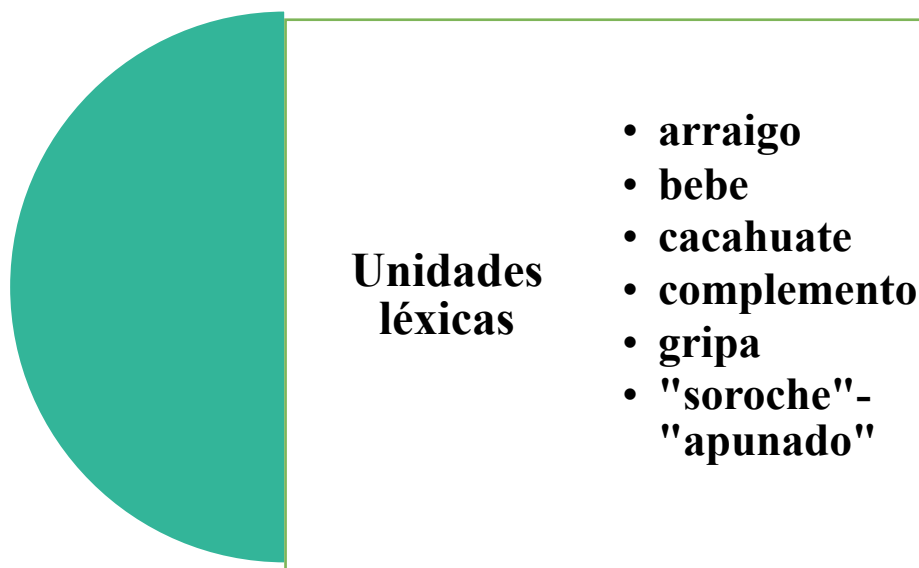 Unidades
léxicas
• arraigo
• bebe
• cacahuate
• complemento
• gripa
• "soroche"-
"apunado"